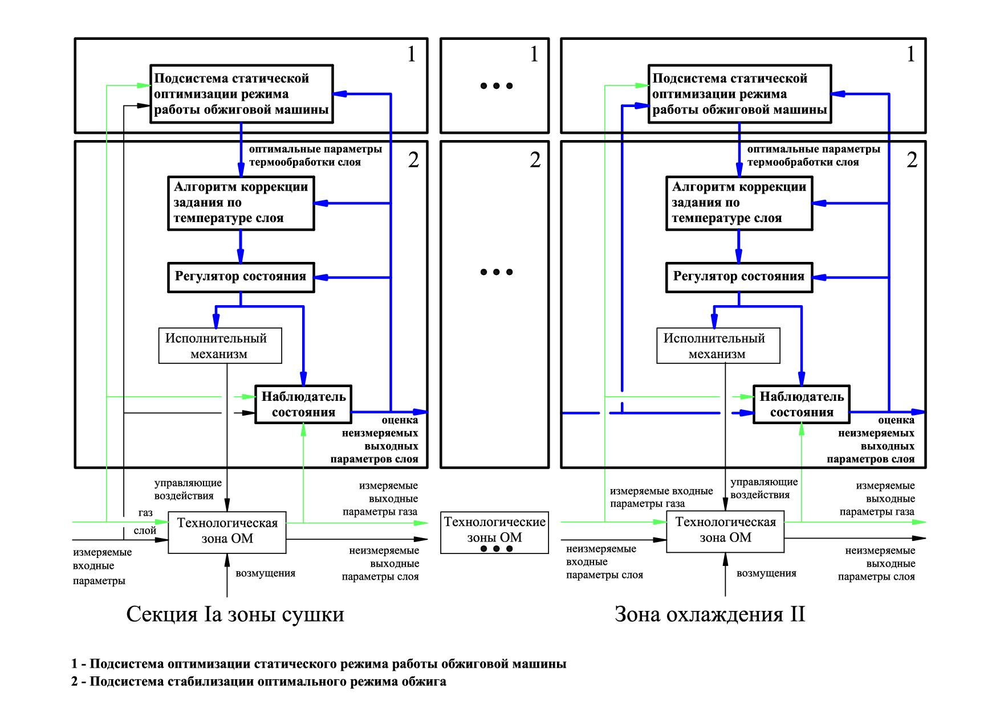 1
Подсистема статической
оптимизации режима
работы обжиговой машины
2
оптимальные параметры
термообработки слоя
Алгоритм коррекции
задания по
температуре слоя
Регулятор состояния
Исполнительный
механизм
Наблюдатель
состояния
оценка
неизмеряемых
выходных
параметров слоя
управляющие
воздействия
измеряемые
выходные
параметры газа
газ
слой
Технологическая
зона ОМ
измеряемые
входные
параметры
неизмеряемые
выходные
параметры слоя
возмущения
Секция Iа зоны сушки
1
2
Технологические
зоны ОМ
1
Подсистема статической
оптимизации режима
работы обжиговой машины
2
оптимальные параметры
термообработки слоя
Алгоритм коррекции
задания по
температуре слоя
Регулятор состояния
Исполнительный
механизм
Наблюдатель
состояния
оценка
неизмеряемых
выходных
параметров слоя
измеряемые входные
параметры газа
управляющие
воздействия
измеряемые
выходные
параметры газа
Технологическая
зона ОМ
неизмеряемые
входные
параметры слоя
неизмеряемые
выходные
параметры слоя
возмущения
Зона охлаждения II
1 - Подсистема оптимизации статического режима работы обжиговой машины
2 - Подсистема стабилизации оптимального режима обжига